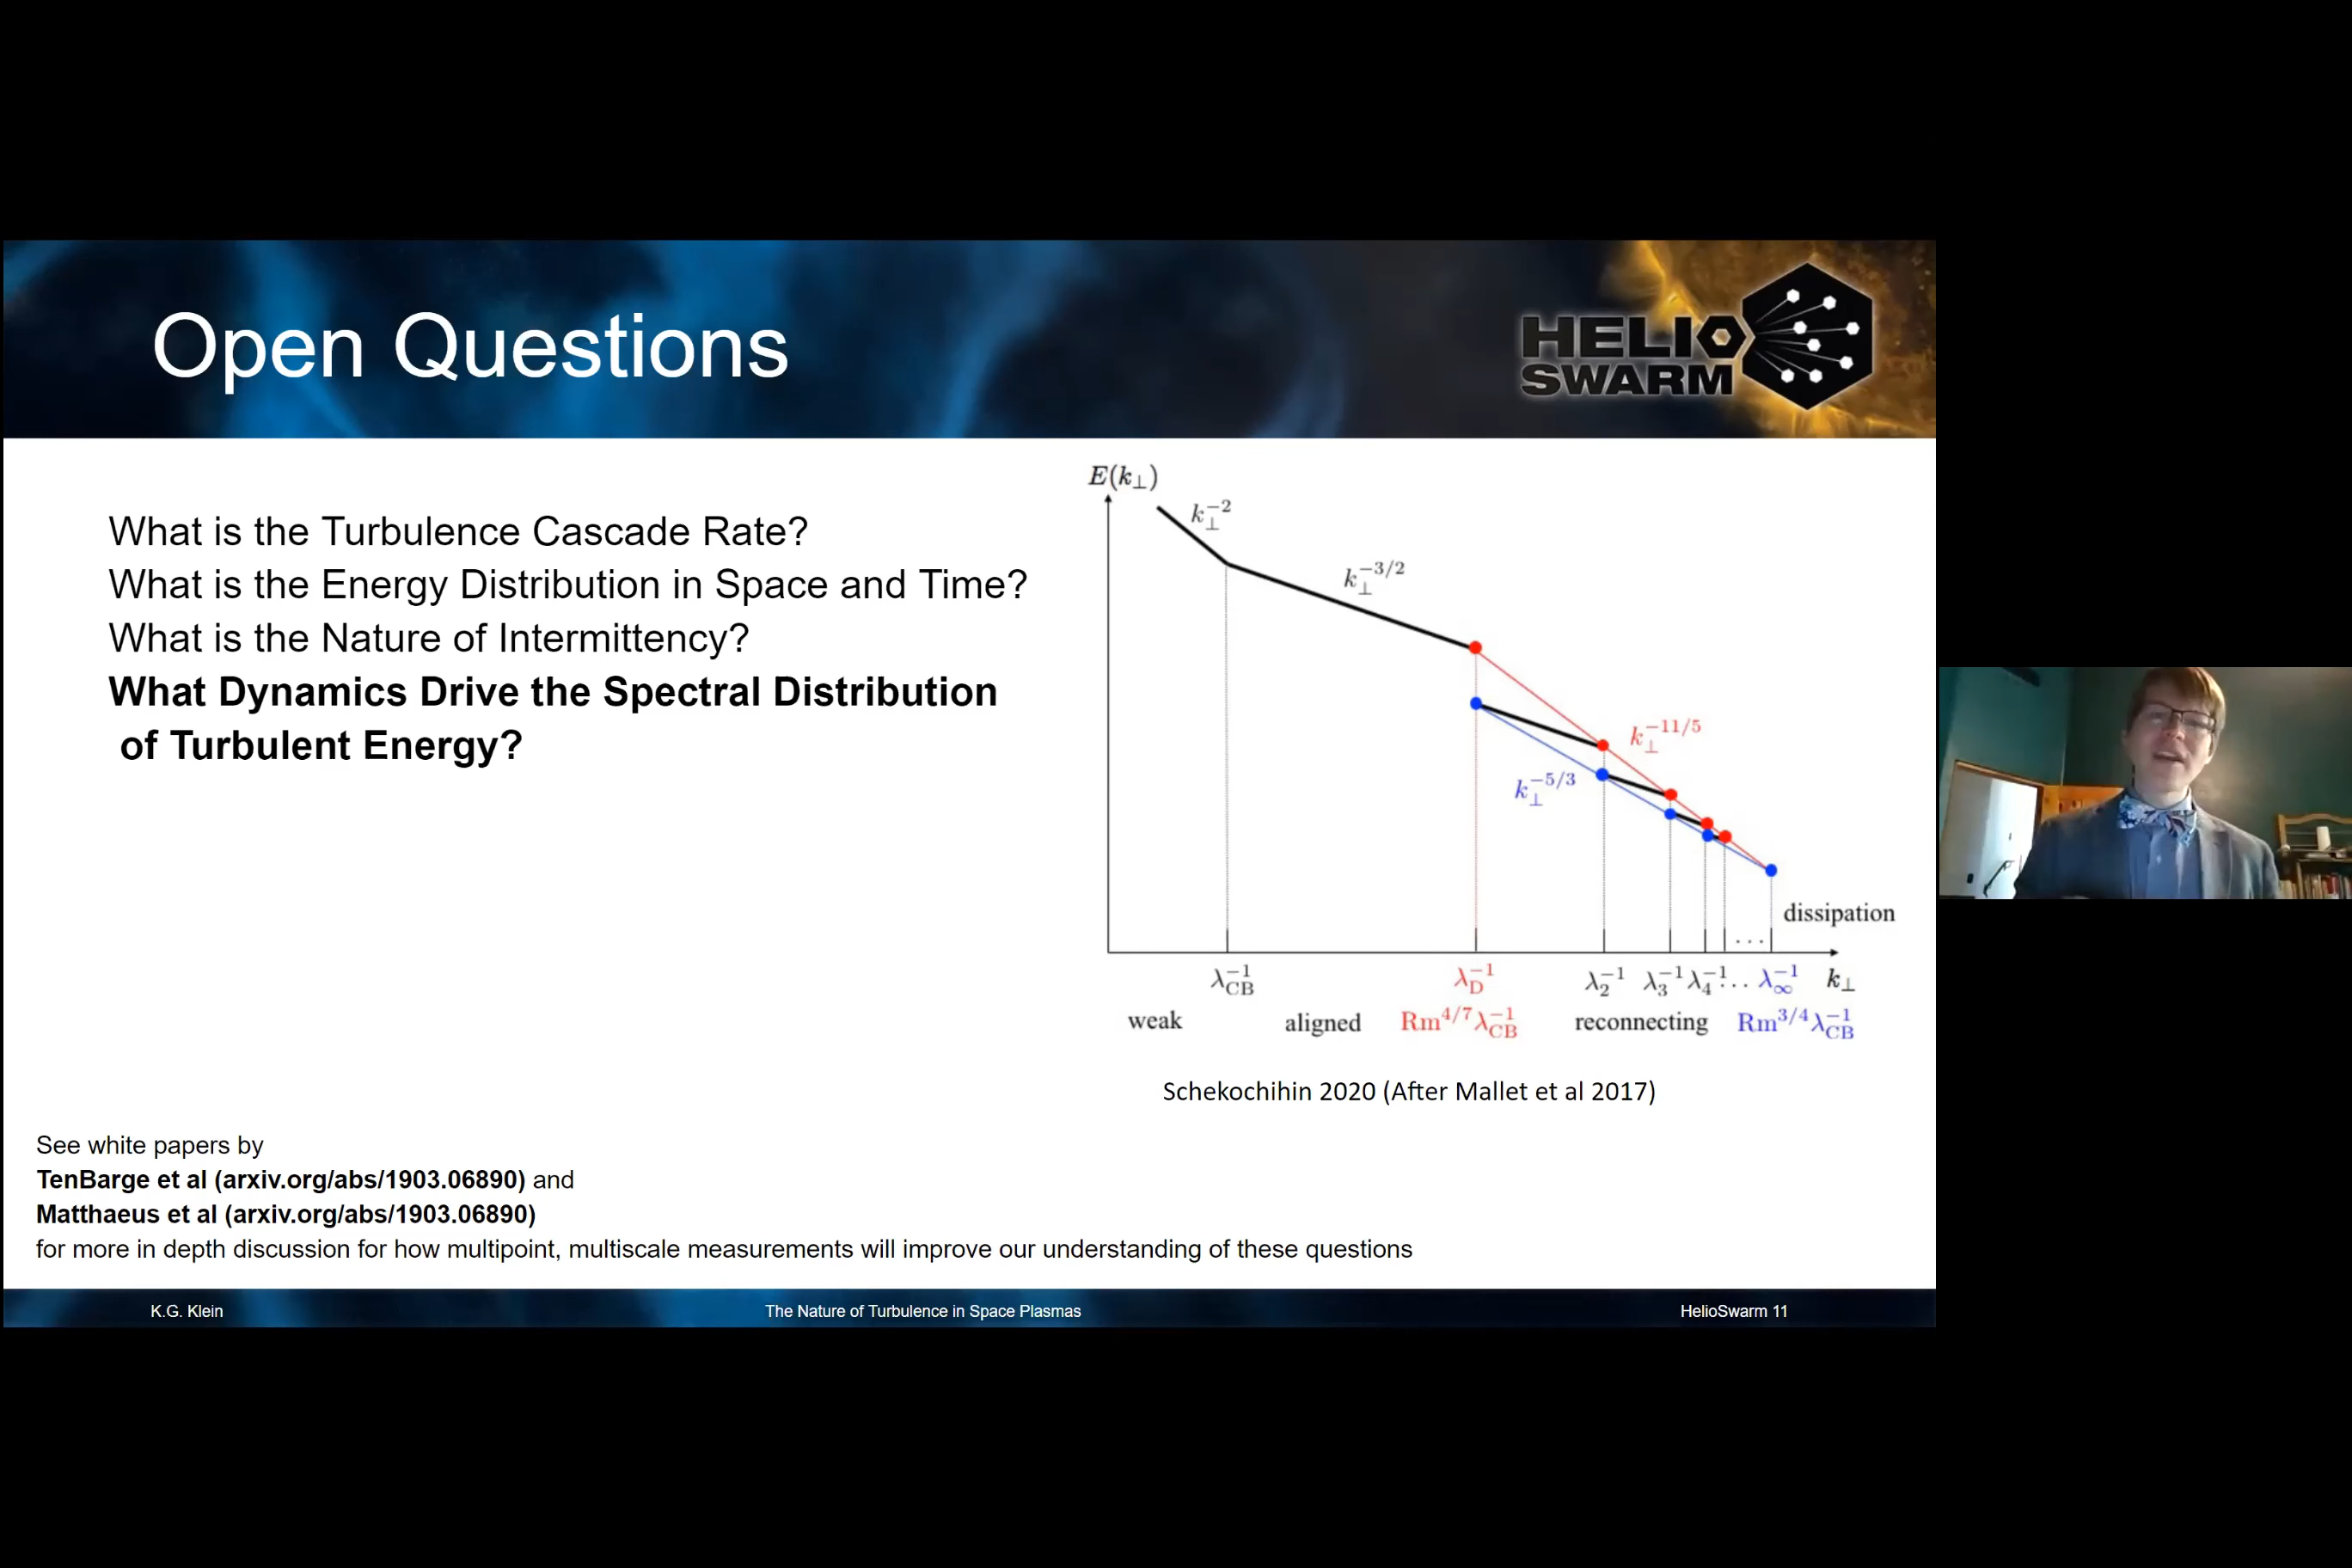 Open Questions
HELIO
SWARM
What is the Turbulence Cascade Rate?
What is the Energy Distribution in Space and Time?
What is the Nature of Intermittency?
What Dynamics Drive the Spectral Distribution
of Turbulent Energy?
E(k⊥)
k⊥^−2
k⊥^−3/2
k⊥^−11/5
k⊥^−5/3
dissipation
λCB^−1 λD^−1 λ2^−1 λ3^−1 λ4^−1 ... λ∞^−1 k⊥
weak aligned Rm^4/7 λCB^−1 reconnecting Rm^3/4 λCB^−1
Schekochihin 2020 (After Mallet et al 2017)
See white papers by
TenBarge et al (arxiv.org/abs/1903.06890) and
Matthaeus et al (arxiv.org/abs/1903.06890)
for more in depth discussion for how multipoint, multiscale measurements will improve our understanding of these questions
K.G. Klein The Nature of Turbulence in Space Plasmas HelioSwarm 11